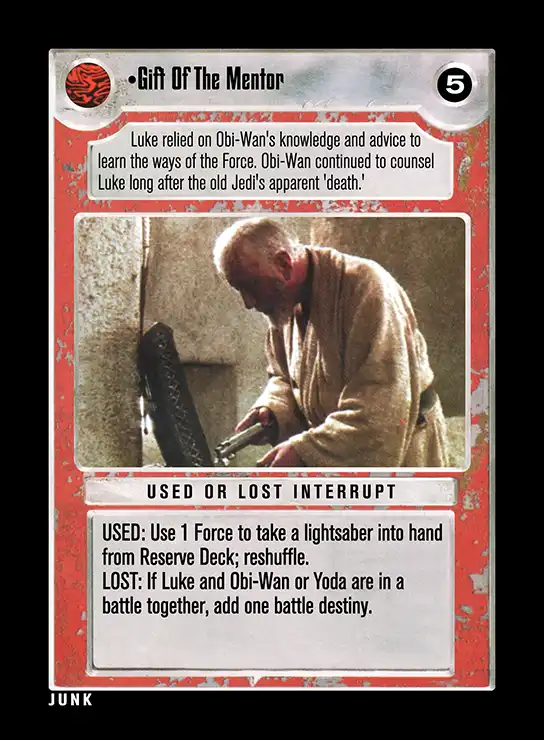 •Gift Of The Mentor
5
Luke relied on Obi-Wan's knowledge and advice to
learn the ways of the Force. Obi-Wan continued to counsel
Luke long after the old Jedi's apparent 'death.'
USED OR LOST INTERRUPT
USED: Use 1 Force to take a lightsaber into hand
from Reserve Deck; reshuffle.
LOST: If Luke and Obi-Wan or Yoda are in a
battle together, add one battle destiny.
JUNK